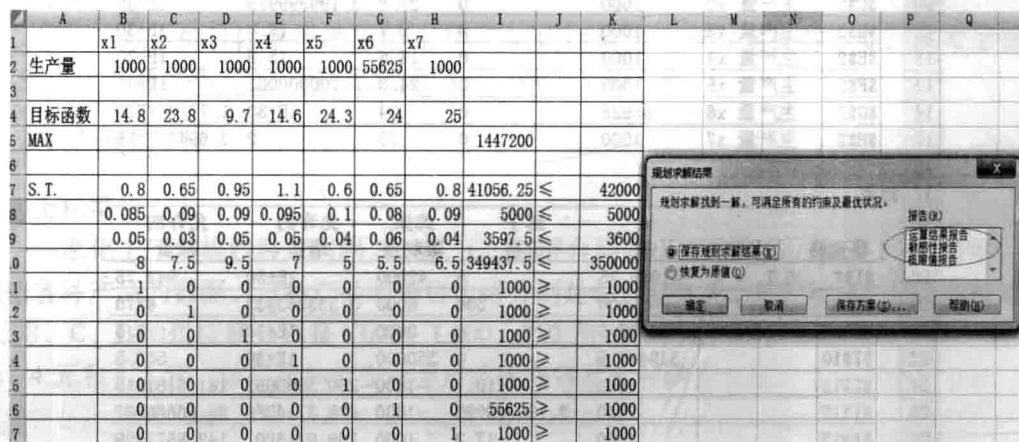 A B C D E F G H I J K L M N O P Q
1 x1 x2 x3 x4 x5 x6 x7
2 生产量 1000 1000 1000 1000 1000 55625 1000
3
4 目标函数 14.8 23.8 9.7 14.6 24.3 24 25
5 MAX 1447200
6
7 S.T. 0.8 0.65 0.95 1.1 0.6 0.65 0.8 41056.25 ≤ 42000
8 0.085 0.09 0.09 0.095 0.1 0.08 0.09 5000 ≤ 5000
9 0.05 0.03 0.05 0.05 0.04 0.06 0.04 3597.5 ≤ 3600
0 8 7.5 9.5 7 5 5.5 6.5 349437.5 ≤ 350000
1 1 0 0 0 0 0 0 1000 ≥ 1000
2 0 1 0 0 0 0 0 1000 ≥ 1000
3 0 0 1 0 0 0 0 1000 ≥ 1000
4 0 0 0 1 0 0 0 1000 ≥ 1000
5 0 0 0 0 1 0 0 1000 ≥ 1000
6 0 0 0 0 0 1 0 55625 ≥ 1000
7 0 0 0 0 0 0 1 1000 ≥ 1000
规划求解结果 X
规划求解找到一解，可满足所有的约束及最优状况。
报告(R)
运算结果报告
敏感性报告
极限值报告
保存规划求解结果(K)
恢复为原值(O)
确定 取消 保存方案(S)... 帮助(H)